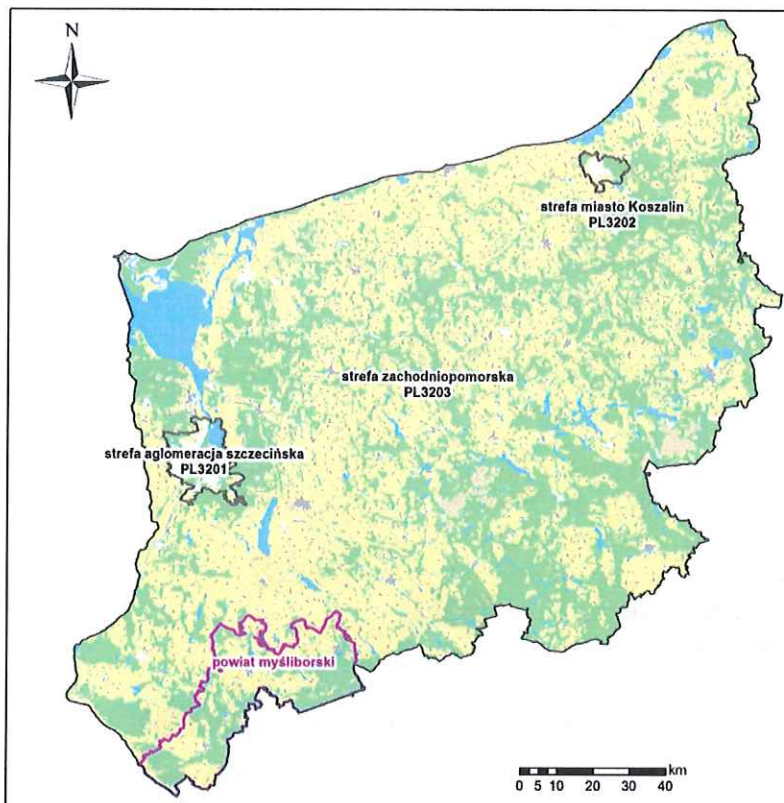 N
strefa miasto Koszalin
PL3202
strefa zachodniopomorska
PL3203
strefa aglomeracja szczecińska
PL3201
powiat myśliborski
km
0 5 10 20 30 40